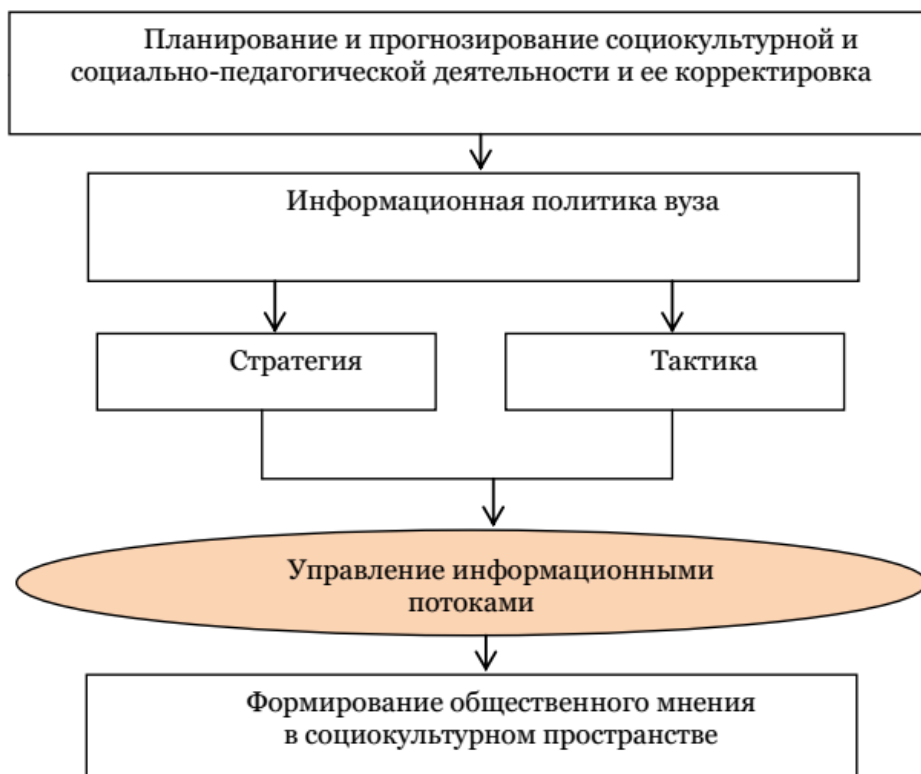 Планирование и прогнозирование социокультурной и
социально-педагогической деятельности и ее корректировка
Информационная политика вуза
Стратегия
Тактика
Управление информационными
потоками
Формирование общественного мнения
в социокультурном пространстве